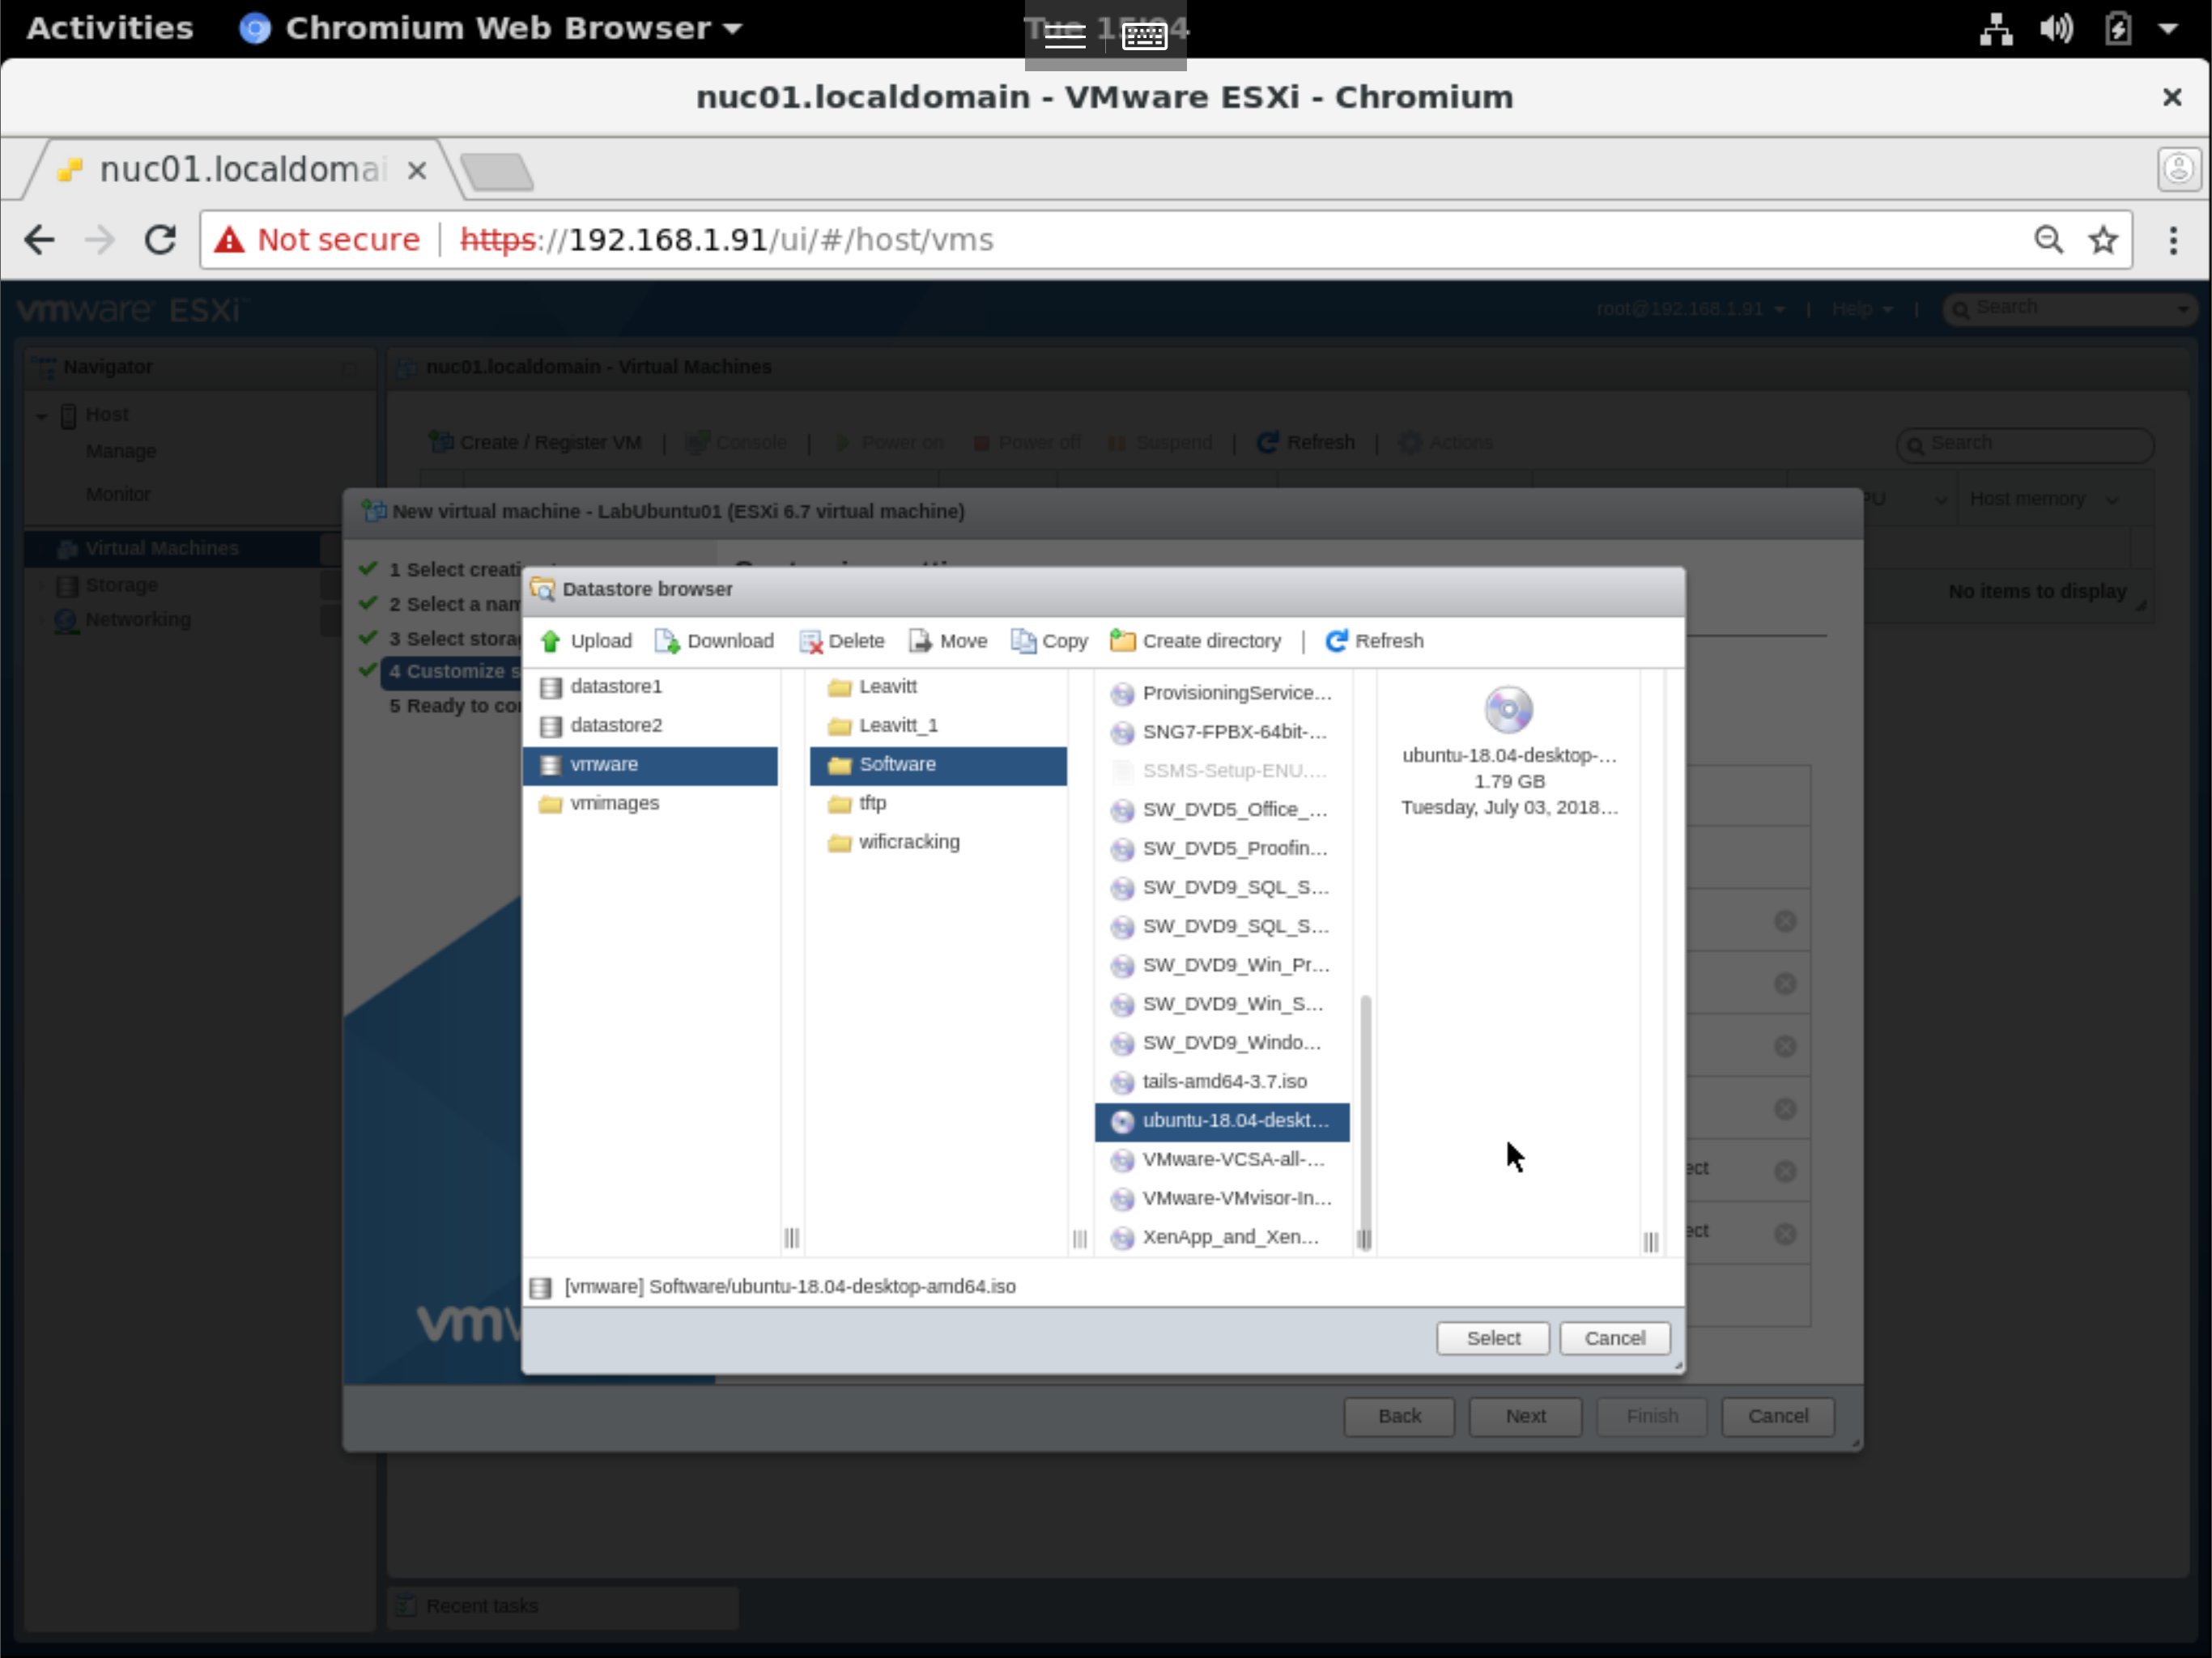 Activities Chromium Web Browser Tue 15:04
nuc01.localdomain - VMware ESXi - Chromium
nuc01.localdomai
Not secure https://192.168.1.91/ui/#/host/vms
vmware ESXi root@192.168.1.91 | Help | Search
Navigator nuc01.localdomain - Virtual Machines
Host
Manage
Monitor
Virtual Machines
Storage
Networking
Create / Register VM | Console | Power on Power off Suspend | Refresh | Actions Search
Host memory
No items to display
New virtual machine - LabUbuntu01 (ESXi 6.7 virtual machine)
1 Select creati
2 Select a nam
3 Select stora
4 Customize s
5 Ready to co
Datastore browser
Upload Download Delete Move Copy Create directory | Refresh
datastore1
datastore2
vmware
vmimages
Leavitt
Leavitt_1
Software
tftp
wificracking
ProvisioningService...
SNG7-FPBX-64bit-...
SSMS-Setup-ENU....
SW_DVD5_Office_...
SW_DVD5_Proofin...
SW_DVD9_SQL_S...
SW_DVD9_SQL_S...
SW_DVD9_Win_Pr...
SW_DVD9_Win_S...
SW_DVD9_Windo...
tails-amd64-3.7.iso
ubuntu-18.04-deskt...
VMware-VCSA-all-...
VMware-VMvisor-In...
XenApp_and_Xen...
ubuntu-18.04-desktop-...
1.79 GB
Tuesday, July 03, 2018...
ect
ect
[vmware] Software/ubuntu-18.04-desktop-amd64.iso
Select Cancel
vmv
Back Next Finish Cancel
Recent tasks